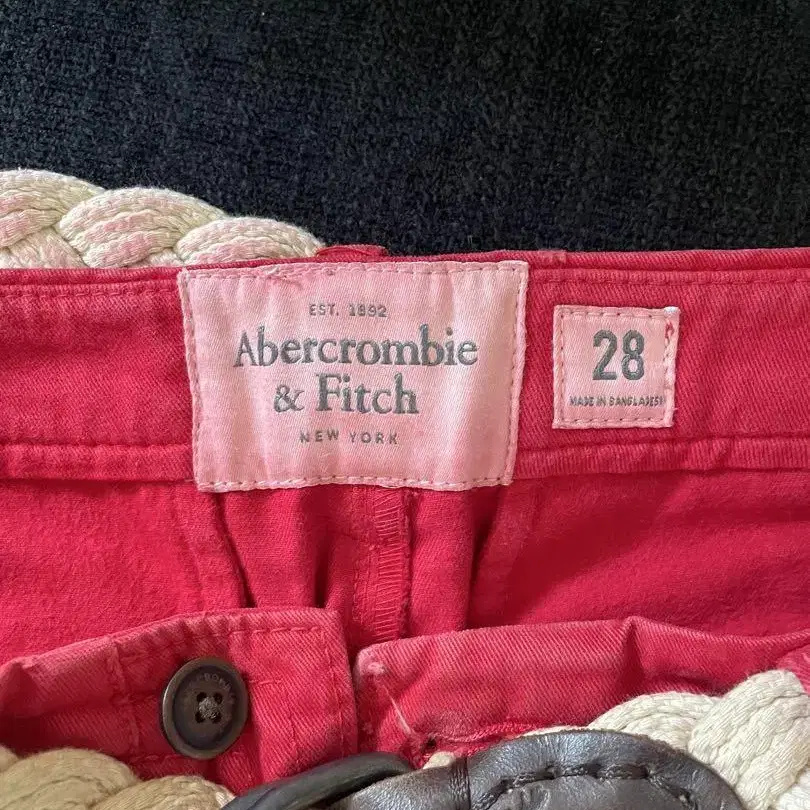 EST. 1892
Abercrombie
& Fitch
NEW YORK
28
MADE IN BANGLADESH